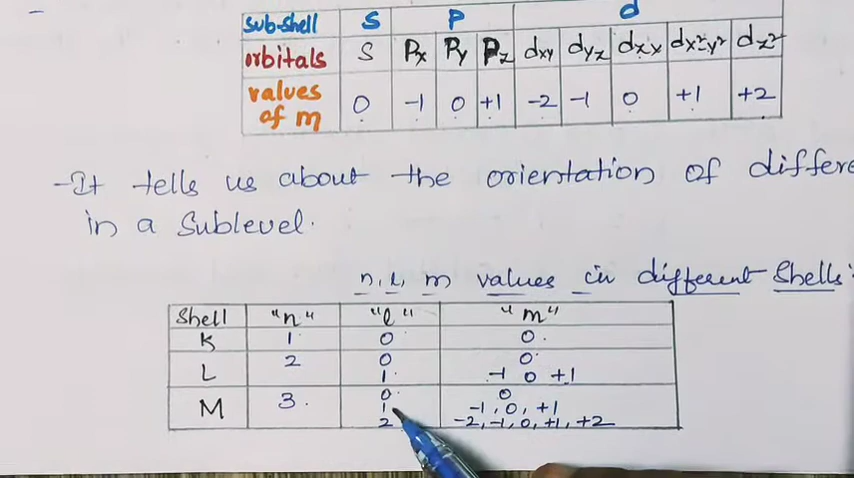 sub-shell S P d
orbitals S Px Py Pz dxy dyz dzx dx²-y² dz²
values of m 0 -1 0 +1 -2 -1 0 +1 +2
-It tells us about the orientation of
in a sublevel.
n, l, m values in different Shells:
Shell "n" "l" "m"
K 1 0 0
L 2 0 0
1 -1 0 +1
M 3 0 0
1 -1, 0, +1
2 -2, -1, 0, +1, +2